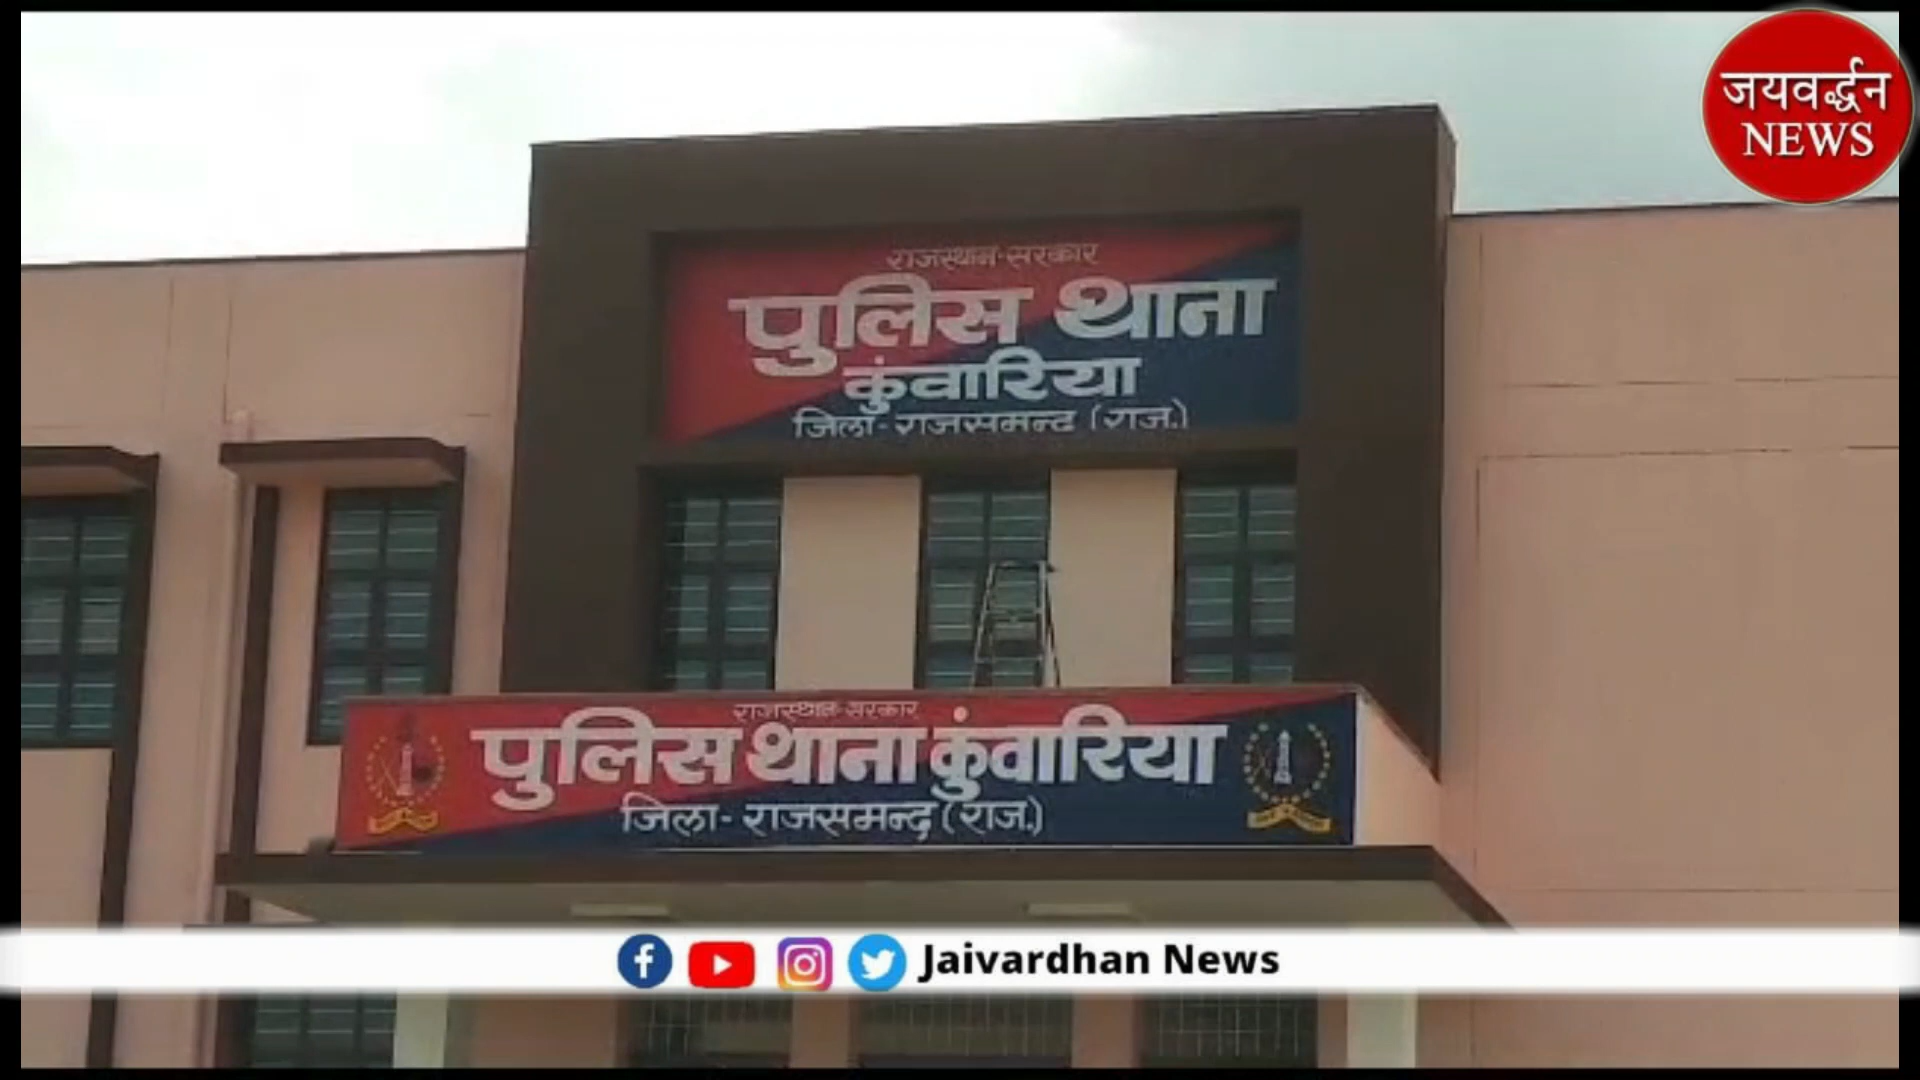 जयवर्द्धन
NEWS
राजस्थान-सरकार
पुलिस थाना
कुंवारिया
जिला- राजसमन्द (राज.)
राजस्थान-सरकार
पुलिस थाना कुंवारिया
जिला- राजसमन्द (राज.)
Jaivardhan News